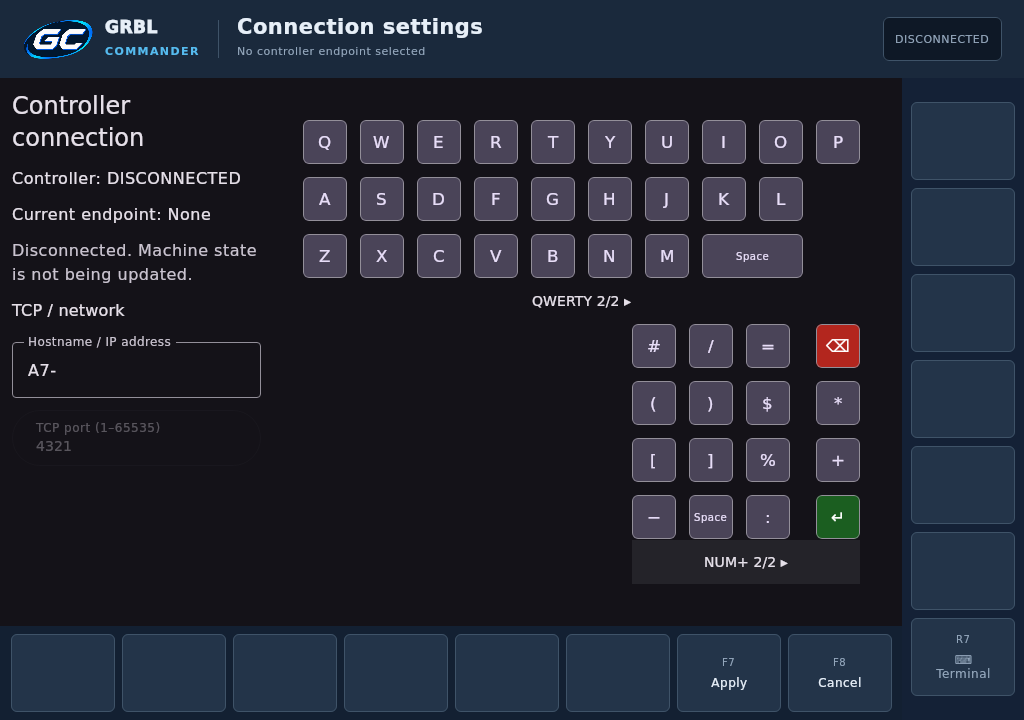 GC
GRBL
COMMANDER
Connection settings
No controller endpoint selected
DISCONNECTED
Controller
connection
Controller: DISCONNECTED
Current endpoint: None
Disconnected. Machine state
is not being updated.
TCP / network
Hostname / IP address
A7-
TCP port (1–65535)
4321
Q W E R T Y U I O P
A S D F G H J K L
Z X C V B N M Space
QWERTY 2/2 ▸
# / = ⌫
( ) $ *
[ ] % +
− Space : ↵
NUM+ 2/2 ▸
R7
⌨
Terminal
F7
Apply
F8
Cancel